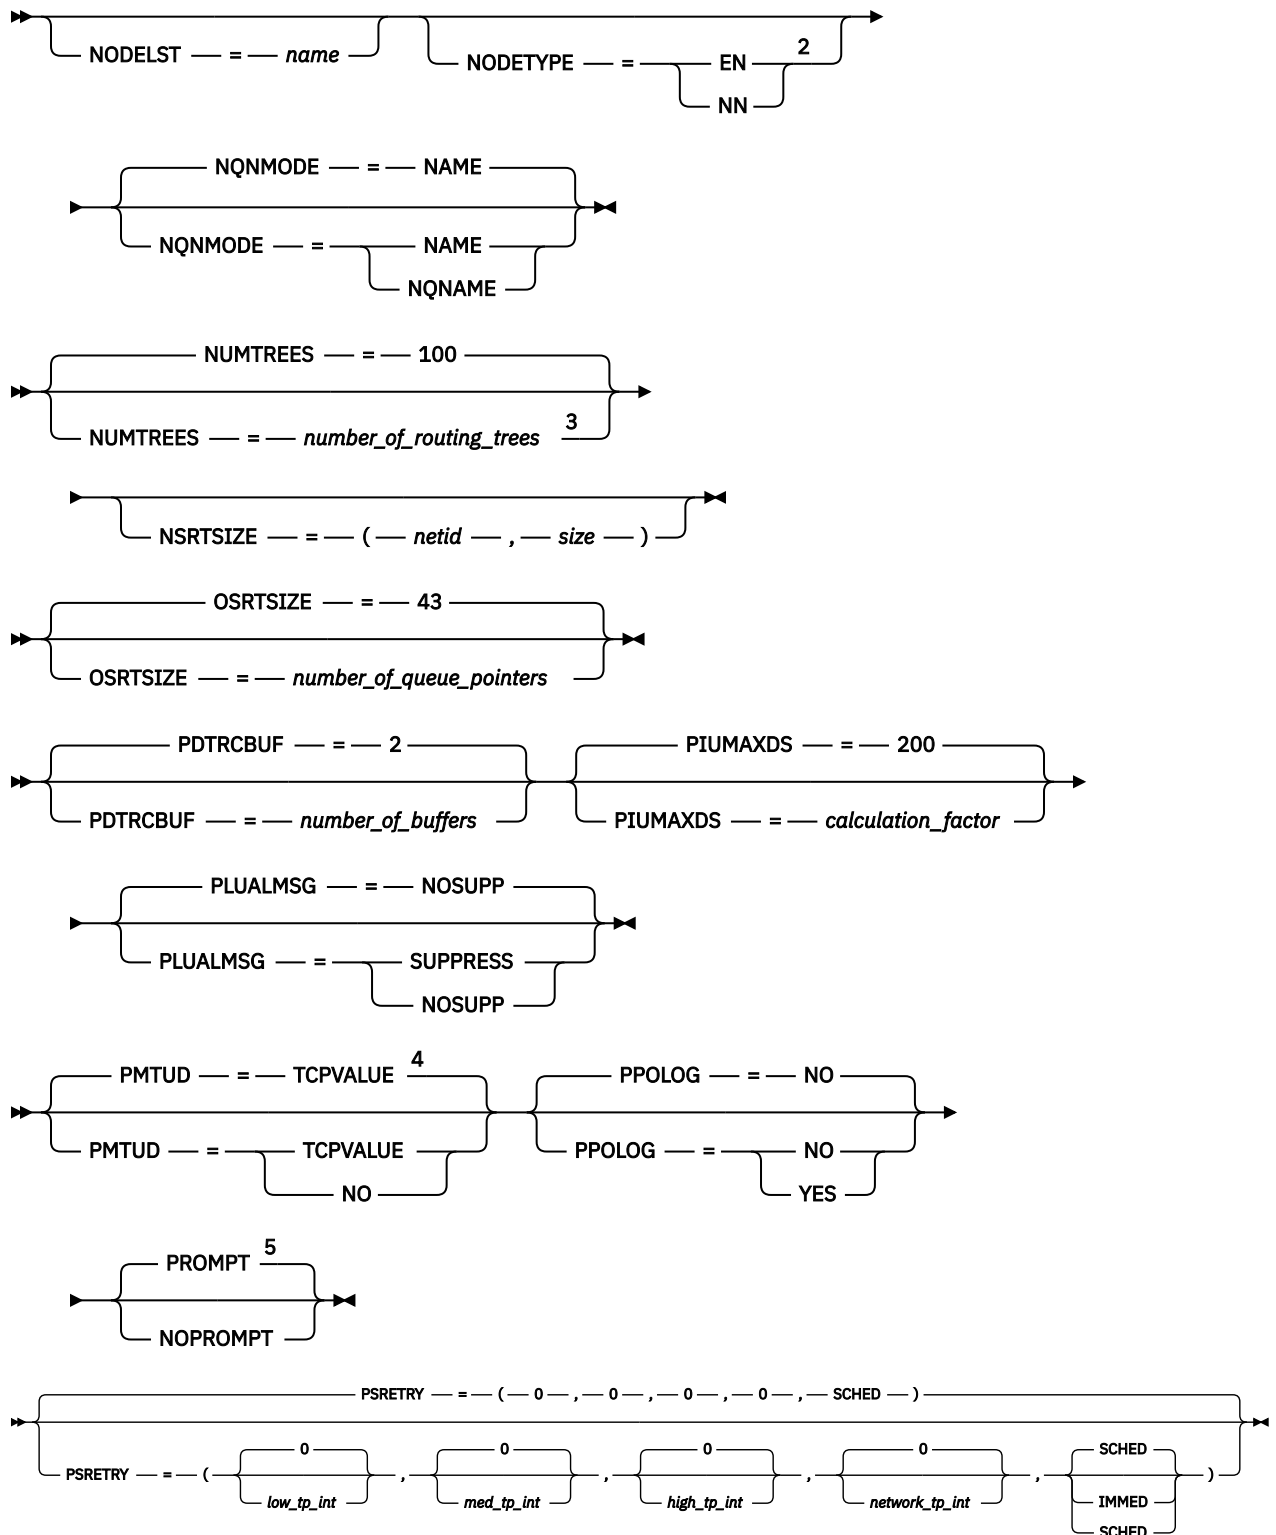 NODELST = name
NODETYPE = EN 2
NN
NQNMODE = NAME
NQNMODE = NAME
NQNAME
NUMTREES = 100
NUMTREES = number_of_routing_trees 3
NSRTSIZE = ( netid , size )
OSRTSIZE = 43
OSRTSIZE = number_of_queue_pointers
PDTRCBUF = 2
PDTRCBUF = number_of_buffers
PIUMAXDS = 200
PIUMAXDS = calculation_factor
PLUALMSG = NOSUPP
PLUALMSG = SUPPRESS
NOSUPP
PMTUD = TCPVALUE 4
PMTUD = TCPVALUE
NO
PPOLOG = NO
PPOLOG = NO
YES
PROMPT 5
NOPROMPT
PSRETRY = ( 0 , 0 , 0 , 0 , SCHED )
0 0 0 0 SCHED
PSRETRY = ( , , , , )
low_tp_int med_tp_int high_tp_int network_tp_int IMMED
SCHED